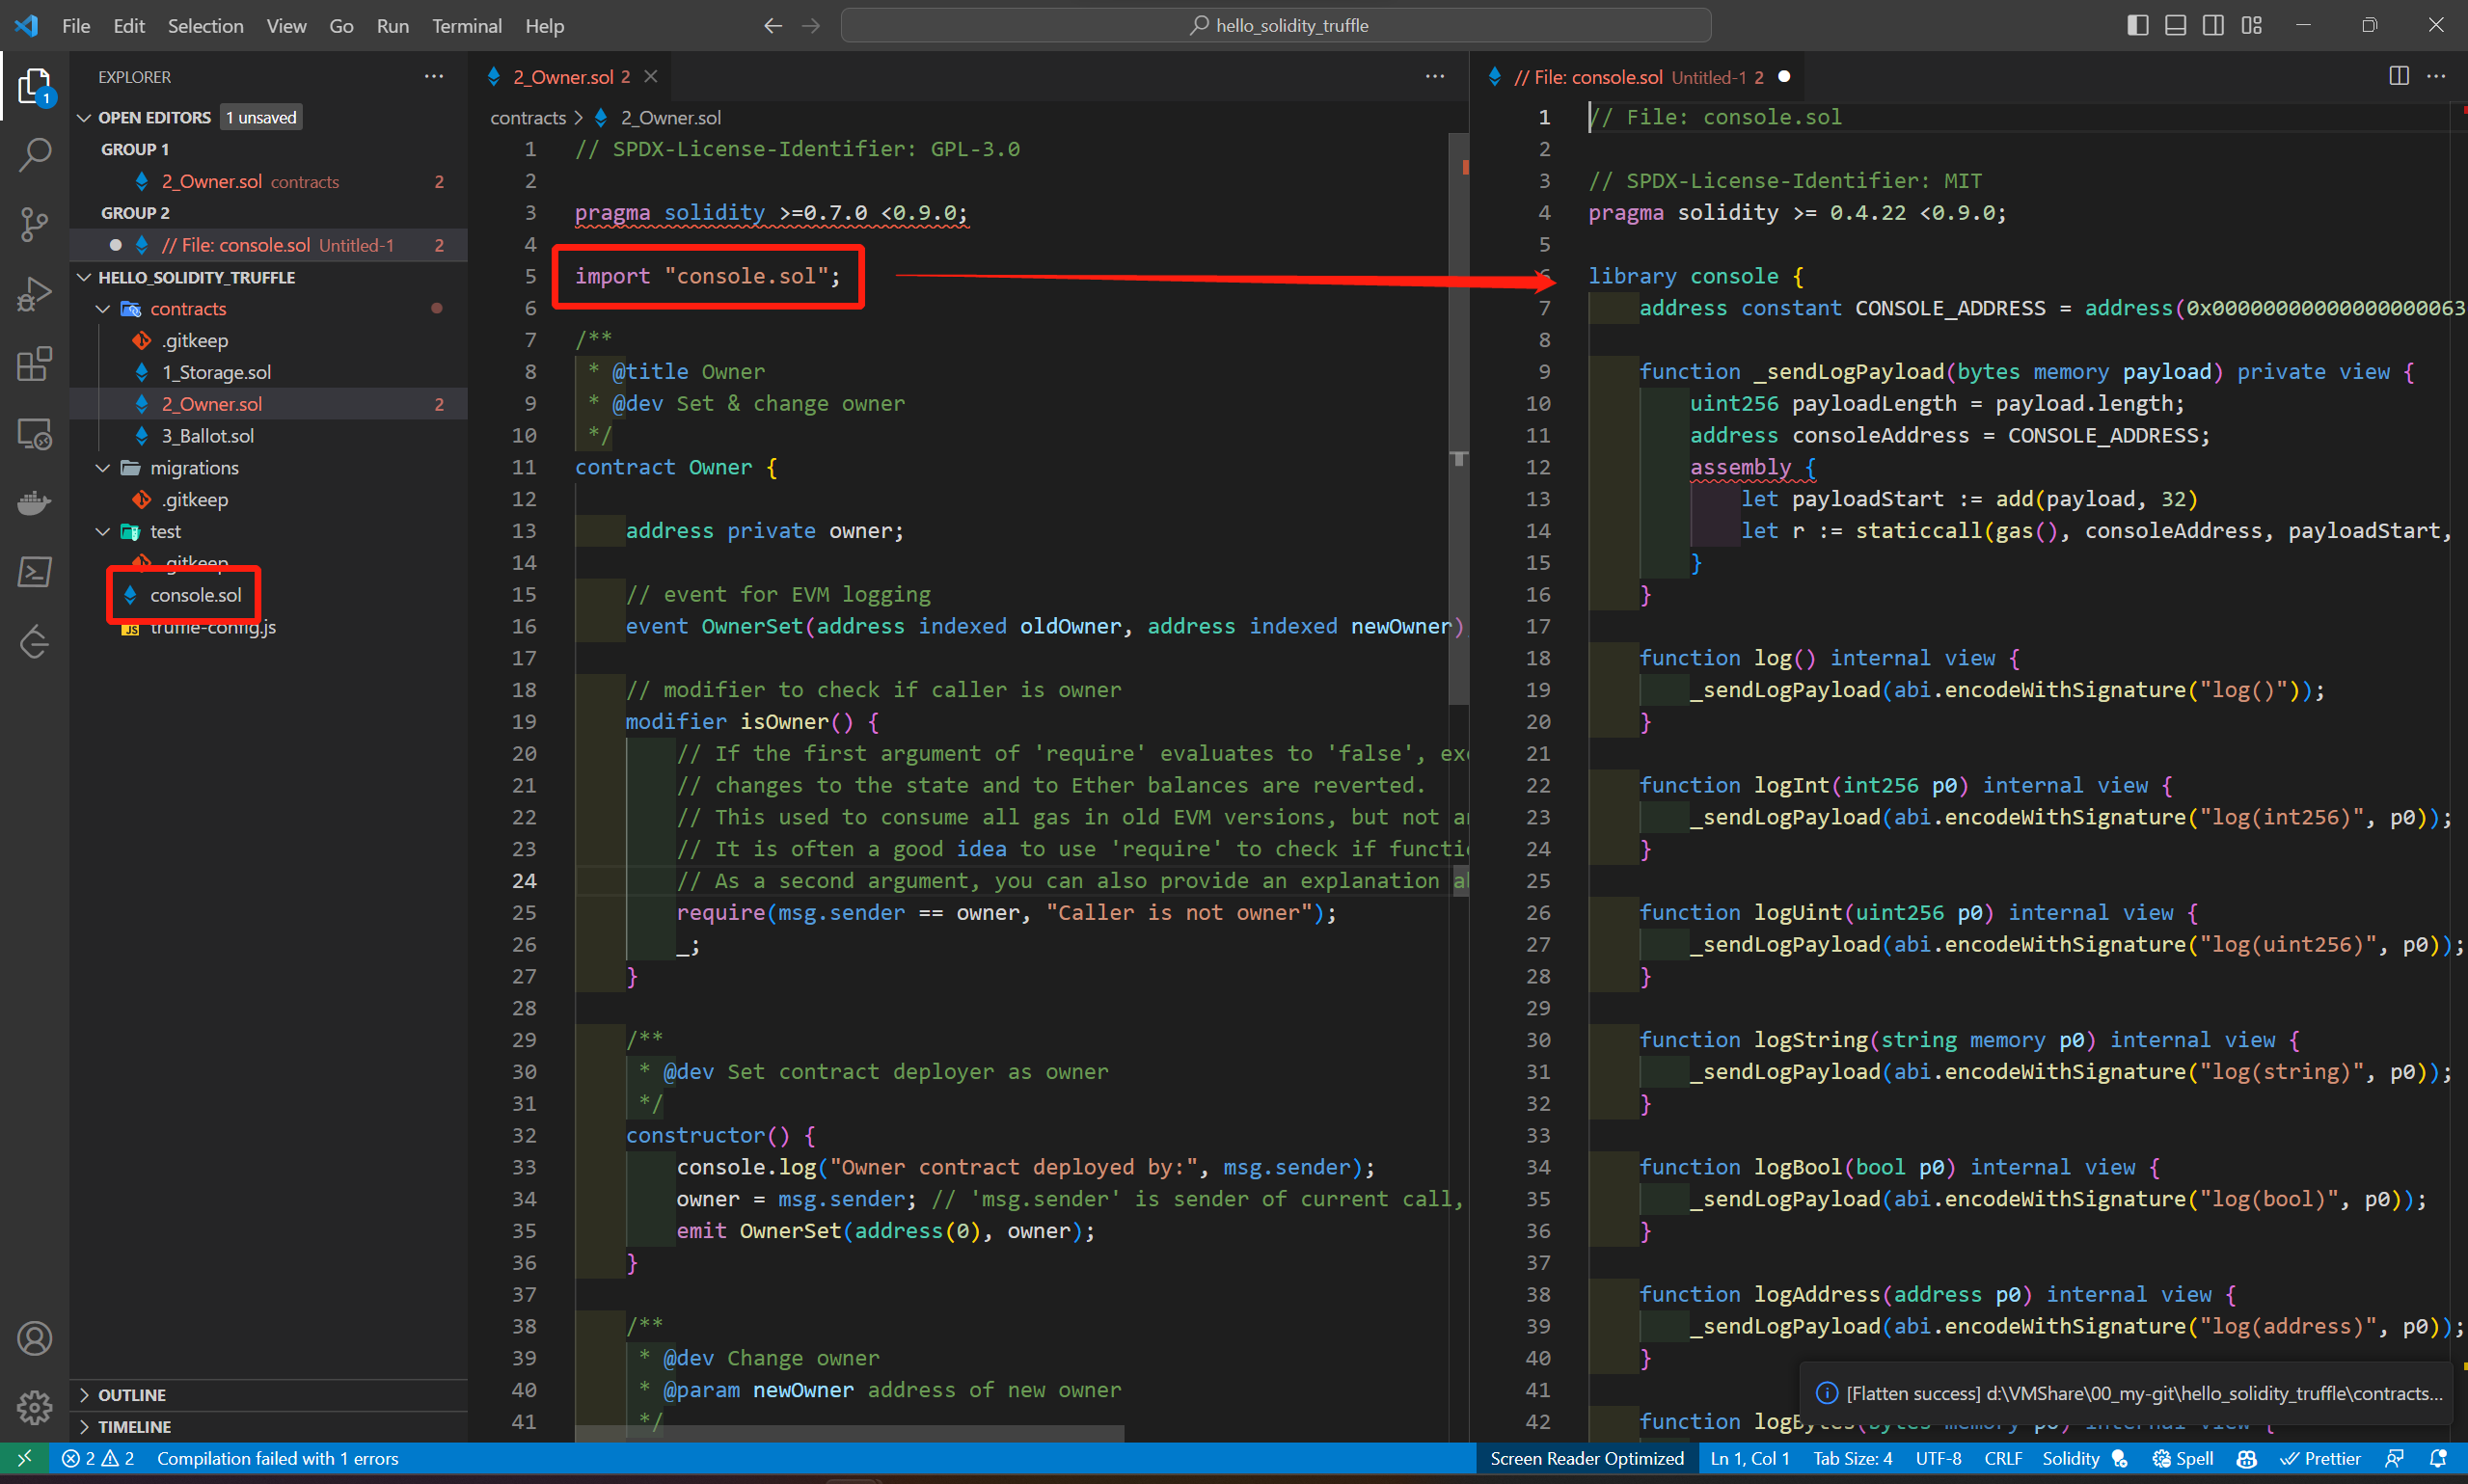 File Edit Selection View Go Run Terminal Help
hello_solidity_truffle
EXPLORER
OPEN EDITORS 1 unsaved
GROUP 1
2_Owner.sol contracts 2
GROUP 2
// File: console.sol Untitled-1 2
HELLO_SOLIDITY_TRUFFLE
contracts
.gitkeep
1_Storage.sol
2_Owner.sol 2
3_Ballot.sol
migrations
.gitkeep
test
.gitkeep
console.sol
JS truffle-config.js
OUTLINE
TIMELINE
2_Owner.sol 2
contracts > 2_Owner.sol
1 // SPDX-License-Identifier: GPL-3.0
2
3 pragma solidity >=0.7.0 <0.9.0;
4
5 import "console.sol";
6
7 /**
8 * @title Owner
9 * @dev Set & change owner
10 */
11 contract Owner {
12
13 address private owner;
14
15 // event for EVM logging
16 event OwnerSet(address indexed oldOwner, address indexed newOwner)
17
18 // modifier to check if caller is owner
19 modifier isOwner() {
20 // If the first argument of 'require' evaluates to 'false', exe
21 // changes to the state and to Ether balances are reverted.
22 // This used to consume all gas in old EVM versions, but not a
23 // It is often a good idea to use 'require' to check if functi
24 // As a second argument, you can also provide an explanation a
25 require(msg.sender == owner, "Caller is not owner");
26 _;
27 }
28
29 /**
30 * @dev Set contract deployer as owner
31 */
32 constructor() {
33 console.log("Owner contract deployed by:", msg.sender);
34 owner = msg.sender; // 'msg.sender' is sender of current call,
35 emit OwnerSet(address(0), owner);
36 }
37
38 /**
39 * @dev Change owner
40 * @param newOwner address of new owner
41 */
// File: console.sol Untitled-1 2
1 // File: console.sol
2
3 // SPDX-License-Identifier: MIT
4 pragma solidity >= 0.4.22 <0.9.0;
5
6 library console {
7 address constant CONSOLE_ADDRESS = address(0x00000000000000000063
8
9 function _sendLogPayload(bytes memory payload) private view {
10 uint256 payloadLength = payload.length;
11 address consoleAddress = CONSOLE_ADDRESS;
12 assembly {
13 let payloadStart := add(payload, 32)
14 let r := staticcall(gas(), consoleAddress, payloadStart,
15 }
16 }
17
18 function log() internal view {
19 _sendLogPayload(abi.encodeWithSignature("log()"));
20 }
21
22 function logInt(int256 p0) internal view {
23 _sendLogPayload(abi.encodeWithSignature("log(int256)", p0));
24 }
25
26 function logUint(uint256 p0) internal view {
27 _sendLogPayload(abi.encodeWithSignature("log(uint256)", p0));
28 }
29
30 function logString(string memory p0) internal view {
31 _sendLogPayload(abi.encodeWithSignature("log(string)", p0));
32 }
33
34 function logBool(bool p0) internal view {
35 _sendLogPayload(abi.encodeWithSignature("log(bool)", p0));
36 }
37
38 function logAddress(address p0) internal view {
39 _sendLogPayload(abi.encodeWithSignature("log(address)", p0));
40 }
41
42 function logBytes(bytes memory p0) internal view {
[Flatten success] d:\VMShare\00_my-git\hello_solidity_truffle\contracts...
2 2 Compilation failed with 1 errors
Screen Reader Optimized Ln 1, Col 1 Tab Size: 4 UTF-8 CRLF Solidity Spell Prettier